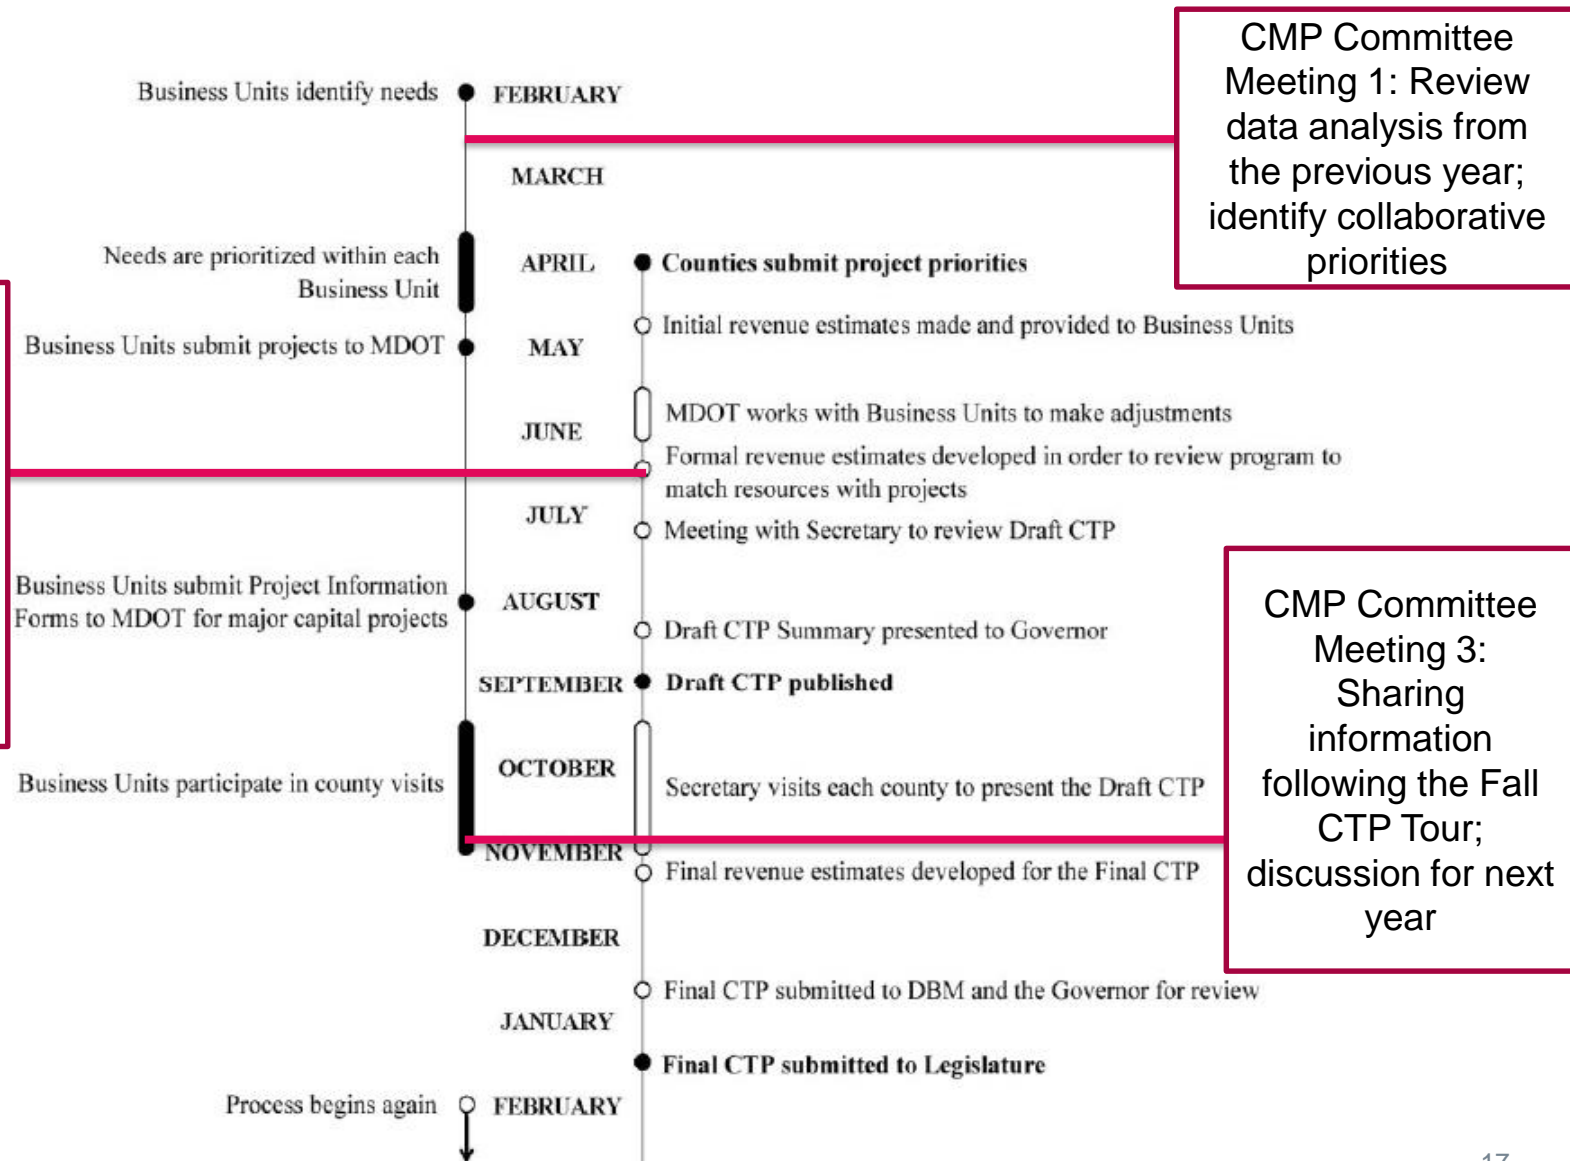 CMP Committee
Meeting 1: Review
data analysis from
the previous year;
identify collaborative
priorities
Business Units identify needs
FEBRUARY
MARCH
Needs are prioritized within each
Business Unit
APRIL
Counties submit project priorities
Initial revenue estimates made and provided to Business Units
Business Units submit projects to MDOT
MAY
MDOT works with Business Units to make adjustments
JUNE
Formal revenue estimates developed in order to review program to
match resources with projects
JULY
Meeting with Secretary to review Draft CTP
Business Units submit Project Information
Forms to MDOT for major capital projects
AUGUST
Draft CTP Summary presented to Governor
SEPTEMBER
Draft CTP published
CMP Committee
Meeting 3:
Sharing
information
following the Fall
CTP Tour;
discussion for next
year
OCTOBER
Business Units participate in county visits
Secretary visits each county to present the Draft CTP
NOVEMBER
Final revenue estimates developed for the Final CTP
DECEMBER
Final CTP submitted to DBM and the Governor for review
JANUARY
Final CTP submitted to Legislature
Process begins again
FEBRUARY
17